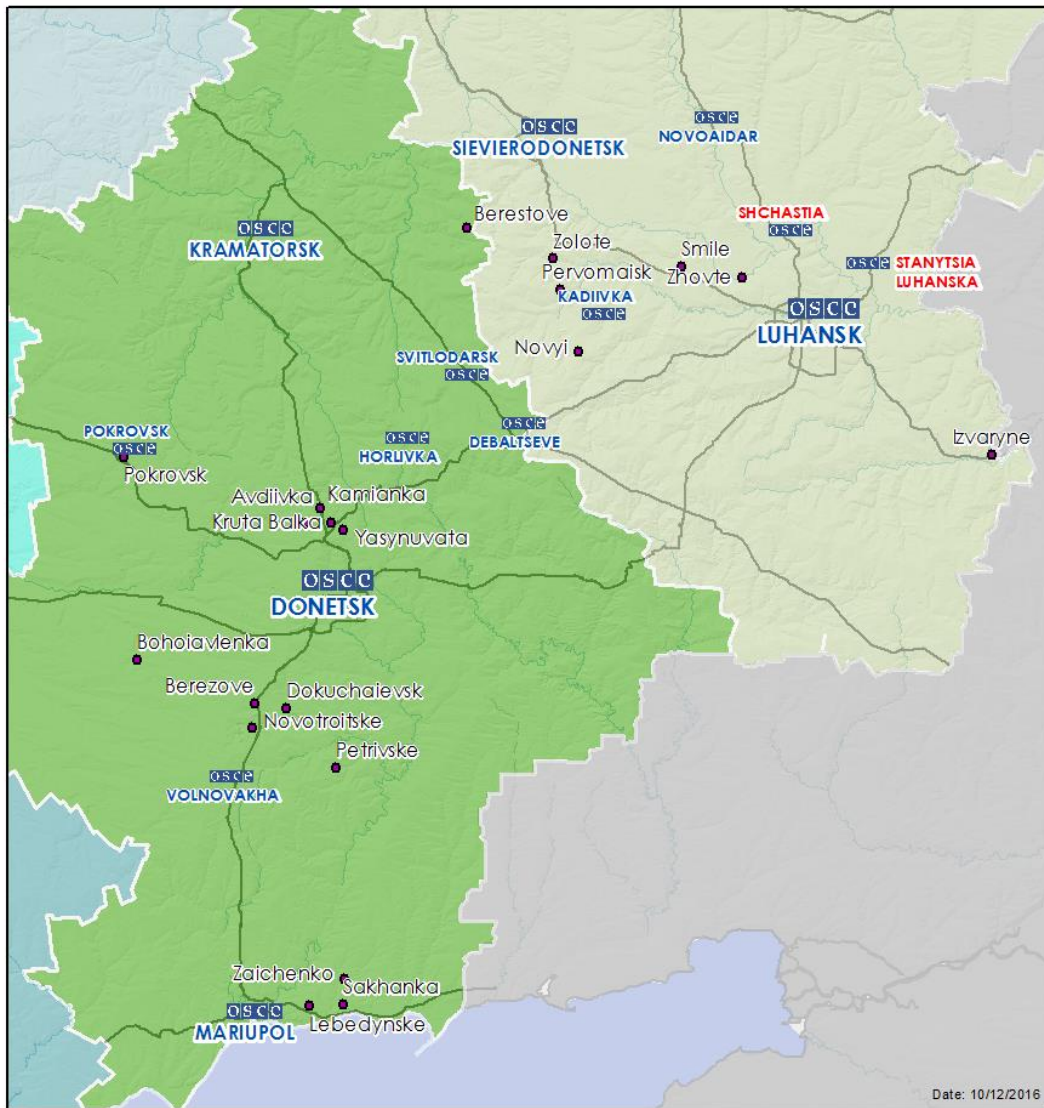 osce
SIEVIERODONETSK
osce
NOVOAIDAR
SHCHASTIA
osce
Berestove
osce
KRAMATORSK
Zolote
Smile
Zhovte
osce
STANYTSIA
LUHANSKA
Pervomaisk
KADIIVKA
osce
osce
LUHANSK
Novyi
SVITLODARSK
osce
osce
DEBALTSEVE
osce
HORLIVKA
POKROVSK
osce
Pokrovsk
Izvaryne
Avdiivka
Kamianka
Kruta Balka
Yasynuvata
osce
DONETSK
Bohoiavlenka
Berezove
Dokuchaievsk
Novotroitske
Petrivske
osce
VOLNOVAKHA
Zaichenko
Sakhanka
osce
MARIUPOL
Lebedynske
Date: 10/12/2016